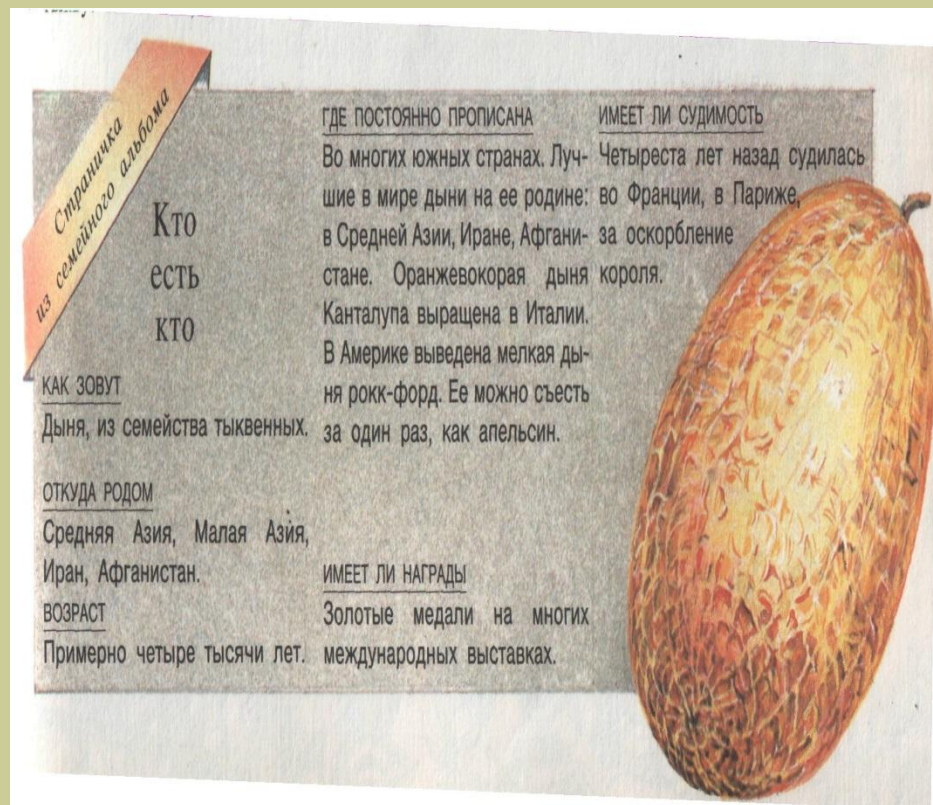 Страничка
из семейного альбома
Кто
есть
кто
КАК ЗОВУТ
Дыня, из семейства тыквенных.
ОТКУДА РОДОМ
Средняя Азия, Малая Азия,
Иран, Афганистан.
ВОЗРАСТ
Примерно четыре тысячи лет.
ГДЕ ПОСТОЯННО ПРОПИСАНА
Во многих южных странах. Луч-
шие в мире дыни на ее родине:
в Средней Азии, Иране, Афгани-
стане. Оранжевокорая дыня
Канталупа выращена в Италии.
В Америке выведена мелкая ды-
ня рокк-форд. Ее можно съесть
за один раз, как апельсин.
ИМЕЕТ ЛИ НАГРАДЫ
Золотые медали на многих
международных выставках.
ИМЕЕТ ЛИ СУДИМОСТЬ
Четыреста лет назад судилась
во Франции, в Париже,
за оскорбление
короля.